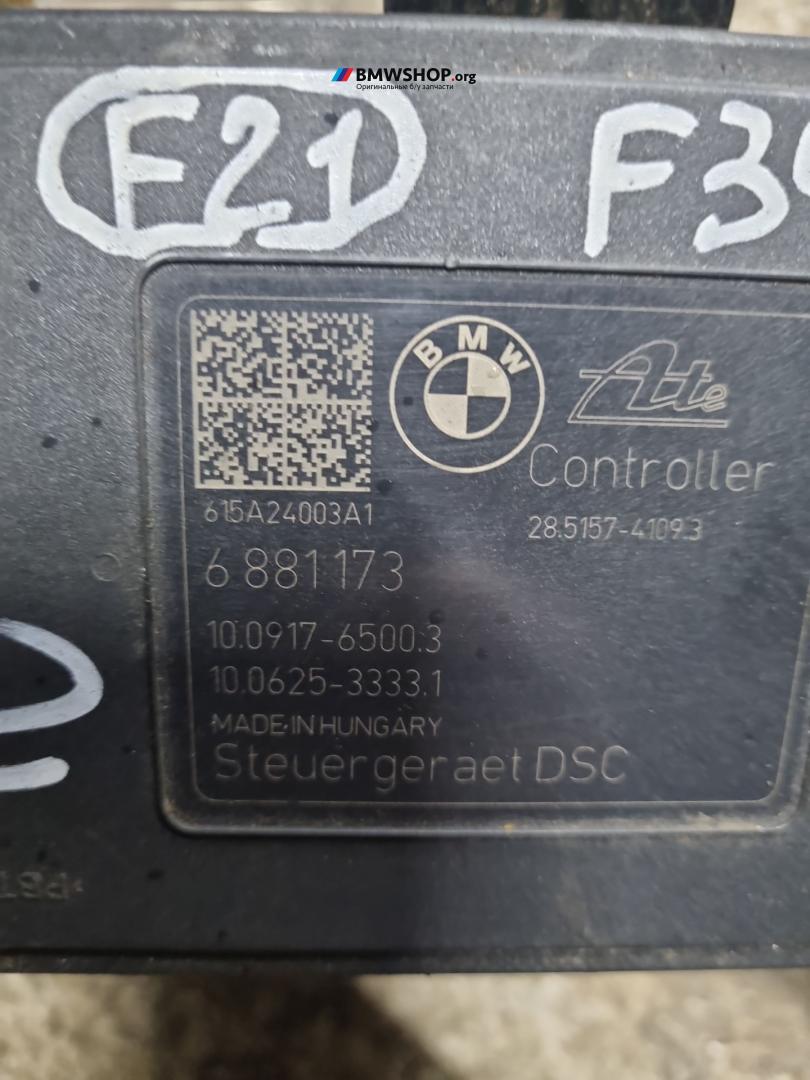 BMWSHOP.org
Оригинальные б/у запчасти
F21 F3
BMW
Ate
Controller
615A24003A1
28.5157-4109.3
6 881 173
10.0917-6500.3
10.0625-3333.1
MADE IN HUNGARY
Steuergeraet DSC